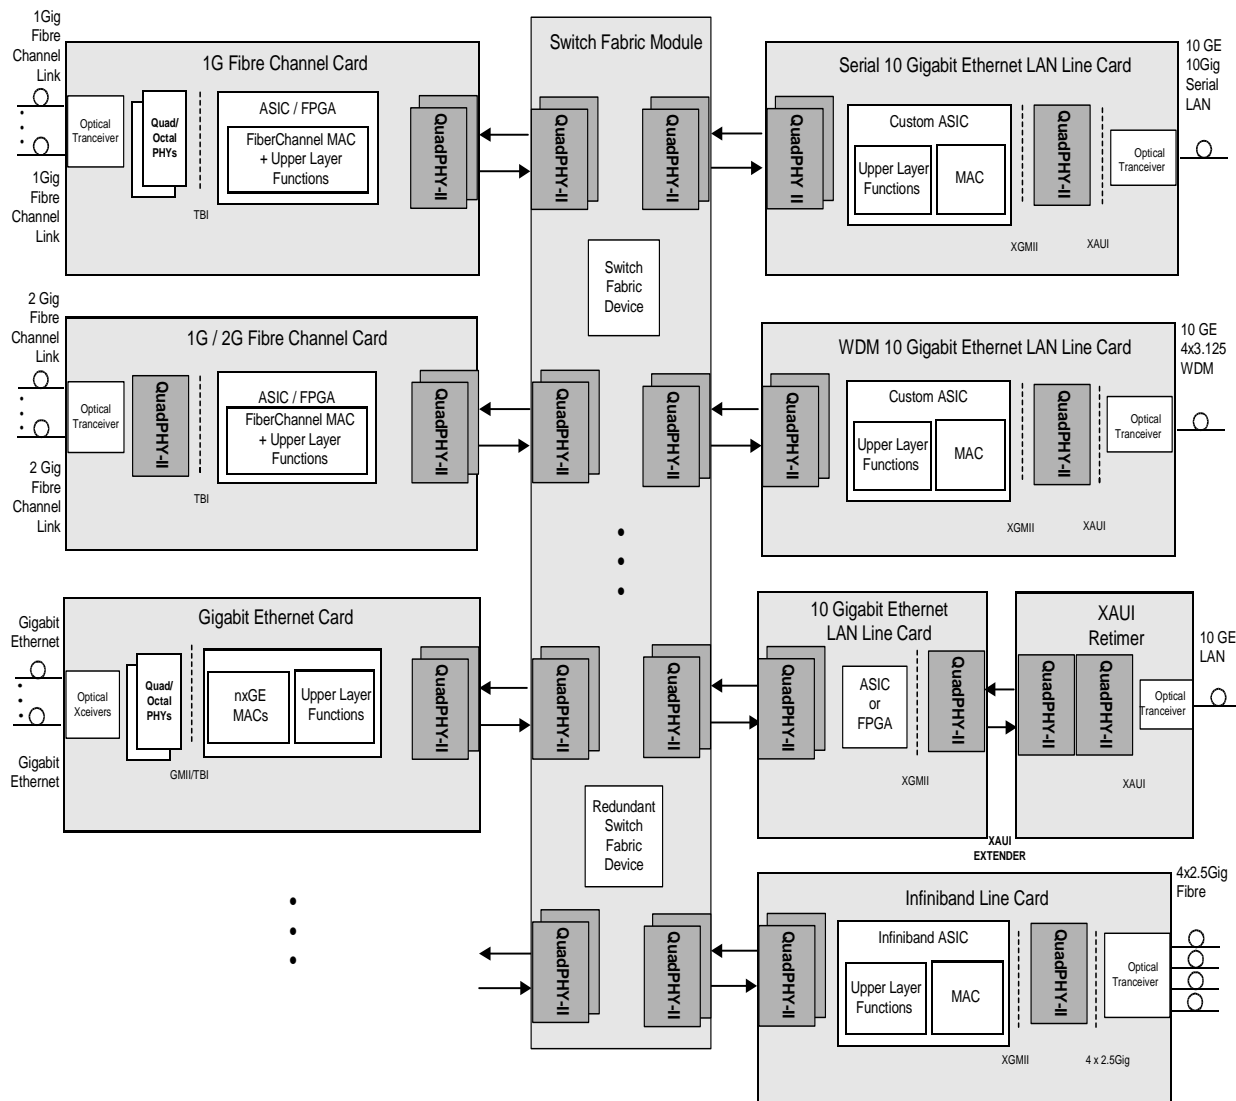 1Gig
Fibre
Channel
Link
1Gig
Fibre
Channel
Link
1G Fibre Channel Card
Optical
Tranceiver
Quad/
Octal
PHYs
TBI
ASIC / FPGA
FiberChannel MAC
+ Upper Layer
Functions
QuadPHY-II
Switch Fabric Module
QuadPHY-II
QuadPHY-II
Switch
Fabric
Device
Serial 10 Gigabit Ethernet LAN Line Card
QuadPHY II
Custom ASIC
Upper Layer
Functions
MAC
XGMII
QuadPHY-II
XAUI
Optical
Tranceiver
10 GE
10Gig
Serial
LAN
2 Gig
Fibre
Channel
Link
2 Gig
Fibre
Channel
Link
1G / 2G Fibre Channel Card
Optical
Tranceiver
QuadPHY-II
TBI
ASIC / FPGA
FiberChannel MAC
+ Upper Layer
Functions
QuadPHY-II
QuadPHY-II
QuadPHY-II
WDM 10 Gigabit Ethernet LAN Line Card
QuadPHY-II
Custom ASIC
Upper Layer
Functions
MAC
XGMII
QuadPHY-II
XAUI
Optical
Tranceiver
10 GE
4x3.125
WDM
Gigabit
Ethernet
Gigabit
Ethernet
Gigabit Ethernet Card
Optical
Xceivers
Quad/
Octal
PHYs
GMII/TBI
nxGE
MACs
Upper Layer
Functions
QuadPHY-II
QuadPHY-II
QuadPHY-II
Redundant
Switch
Fabric
Device
10 Gigabit Ethernet
LAN Line Card
QuadPHY-II
ASIC
or
FPGA
XGMII
QuadPHY-II
XAUI
EXTENDER
XAUI
Retimer
QuadPHY-II
QuadPHY-II
XAUI
Optical
Tranceiver
10 GE
LAN
QuadPHY-II
QuadPHY-II
Infiniband Line Card
QuadPHY-II
Infiniband ASIC
Upper Layer
Functions
MAC
XGMII
QuadPHY-II
4 x 2.5Gig
Optical
Tranceiver
4x2.5Gig
Fibre